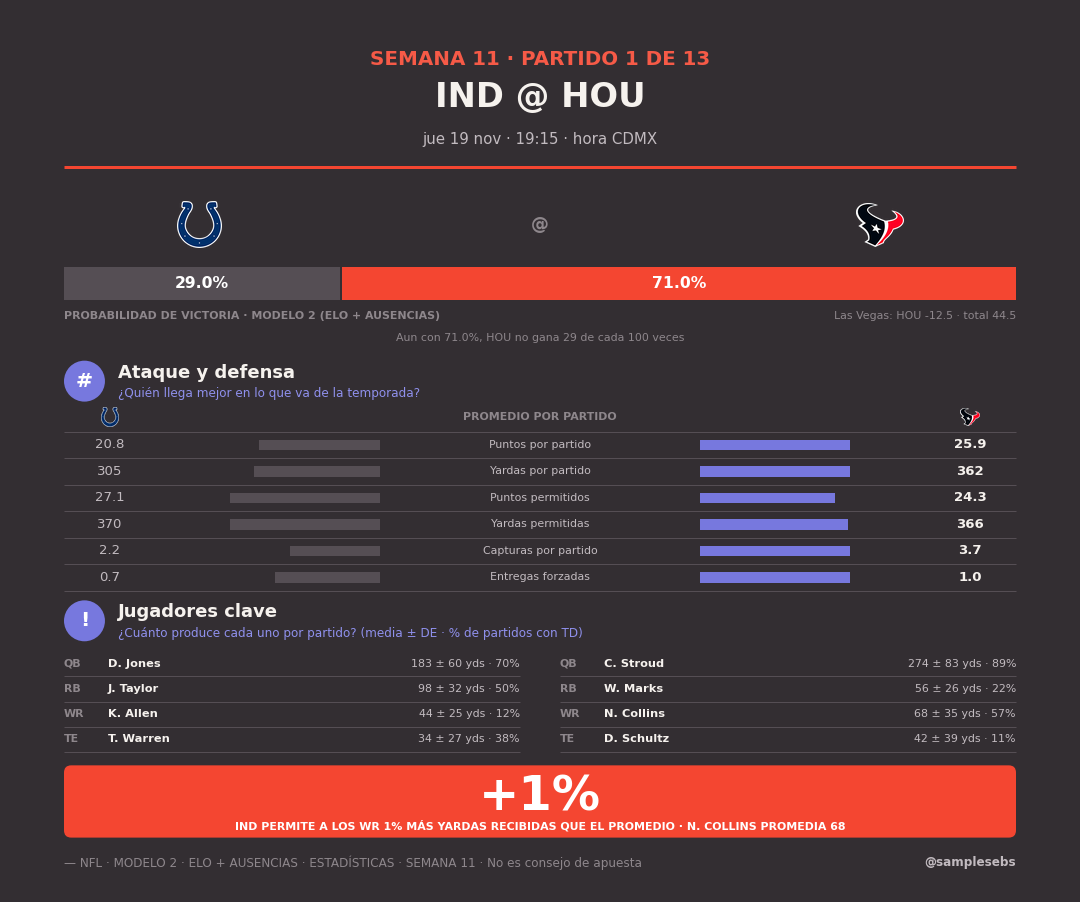 SEMANA 11 · PARTIDO 1 DE 13
IND @ HOU
jue 19 nov · 19:15 · hora CDMX
@
29.0%
71.0%
PROBABILIDAD DE VICTORIA · MODELO 2 (ELO + AUSENCIAS)
Las Vegas: HOU -12.5 · total 44.5
Aun con 71.0%, HOU no gana 29 de cada 100 veces
# Ataque y defensa
¿Quién llega mejor en lo que va de la temporada?
PROMEDIO POR PARTIDO
20.8 Puntos por partido 25.9
305 Yardas por partido 362
27.1 Puntos permitidos 24.3
370 Yardas permitidas 366
2.2 Capturas por partido 3.7
0.7 Entregas forzadas 1.0
! Jugadores clave
¿Cuánto produce cada uno por partido? (media ± DE · % de partidos con TD)
QB D. Jones 183 ± 60 yds · 70%
RB J. Taylor 98 ± 32 yds · 50%
WR K. Allen 44 ± 25 yds · 12%
TE T. Warren 34 ± 27 yds · 38%
QB C. Stroud 274 ± 83 yds · 89%
RB W. Marks 56 ± 26 yds · 22%
WR N. Collins 68 ± 35 yds · 57%
TE D. Schultz 42 ± 39 yds · 11%
+1%
IND PERMITE A LOS WR 1% MÁS YARDAS RECIBIDAS QUE EL PROMEDIO · N. COLLINS PROMEDIA 68
— NFL · MODELO 2 · ELO + AUSENCIAS · ESTADÍSTICAS · SEMANA 11 · No es consejo de apuesta
@samplesebs